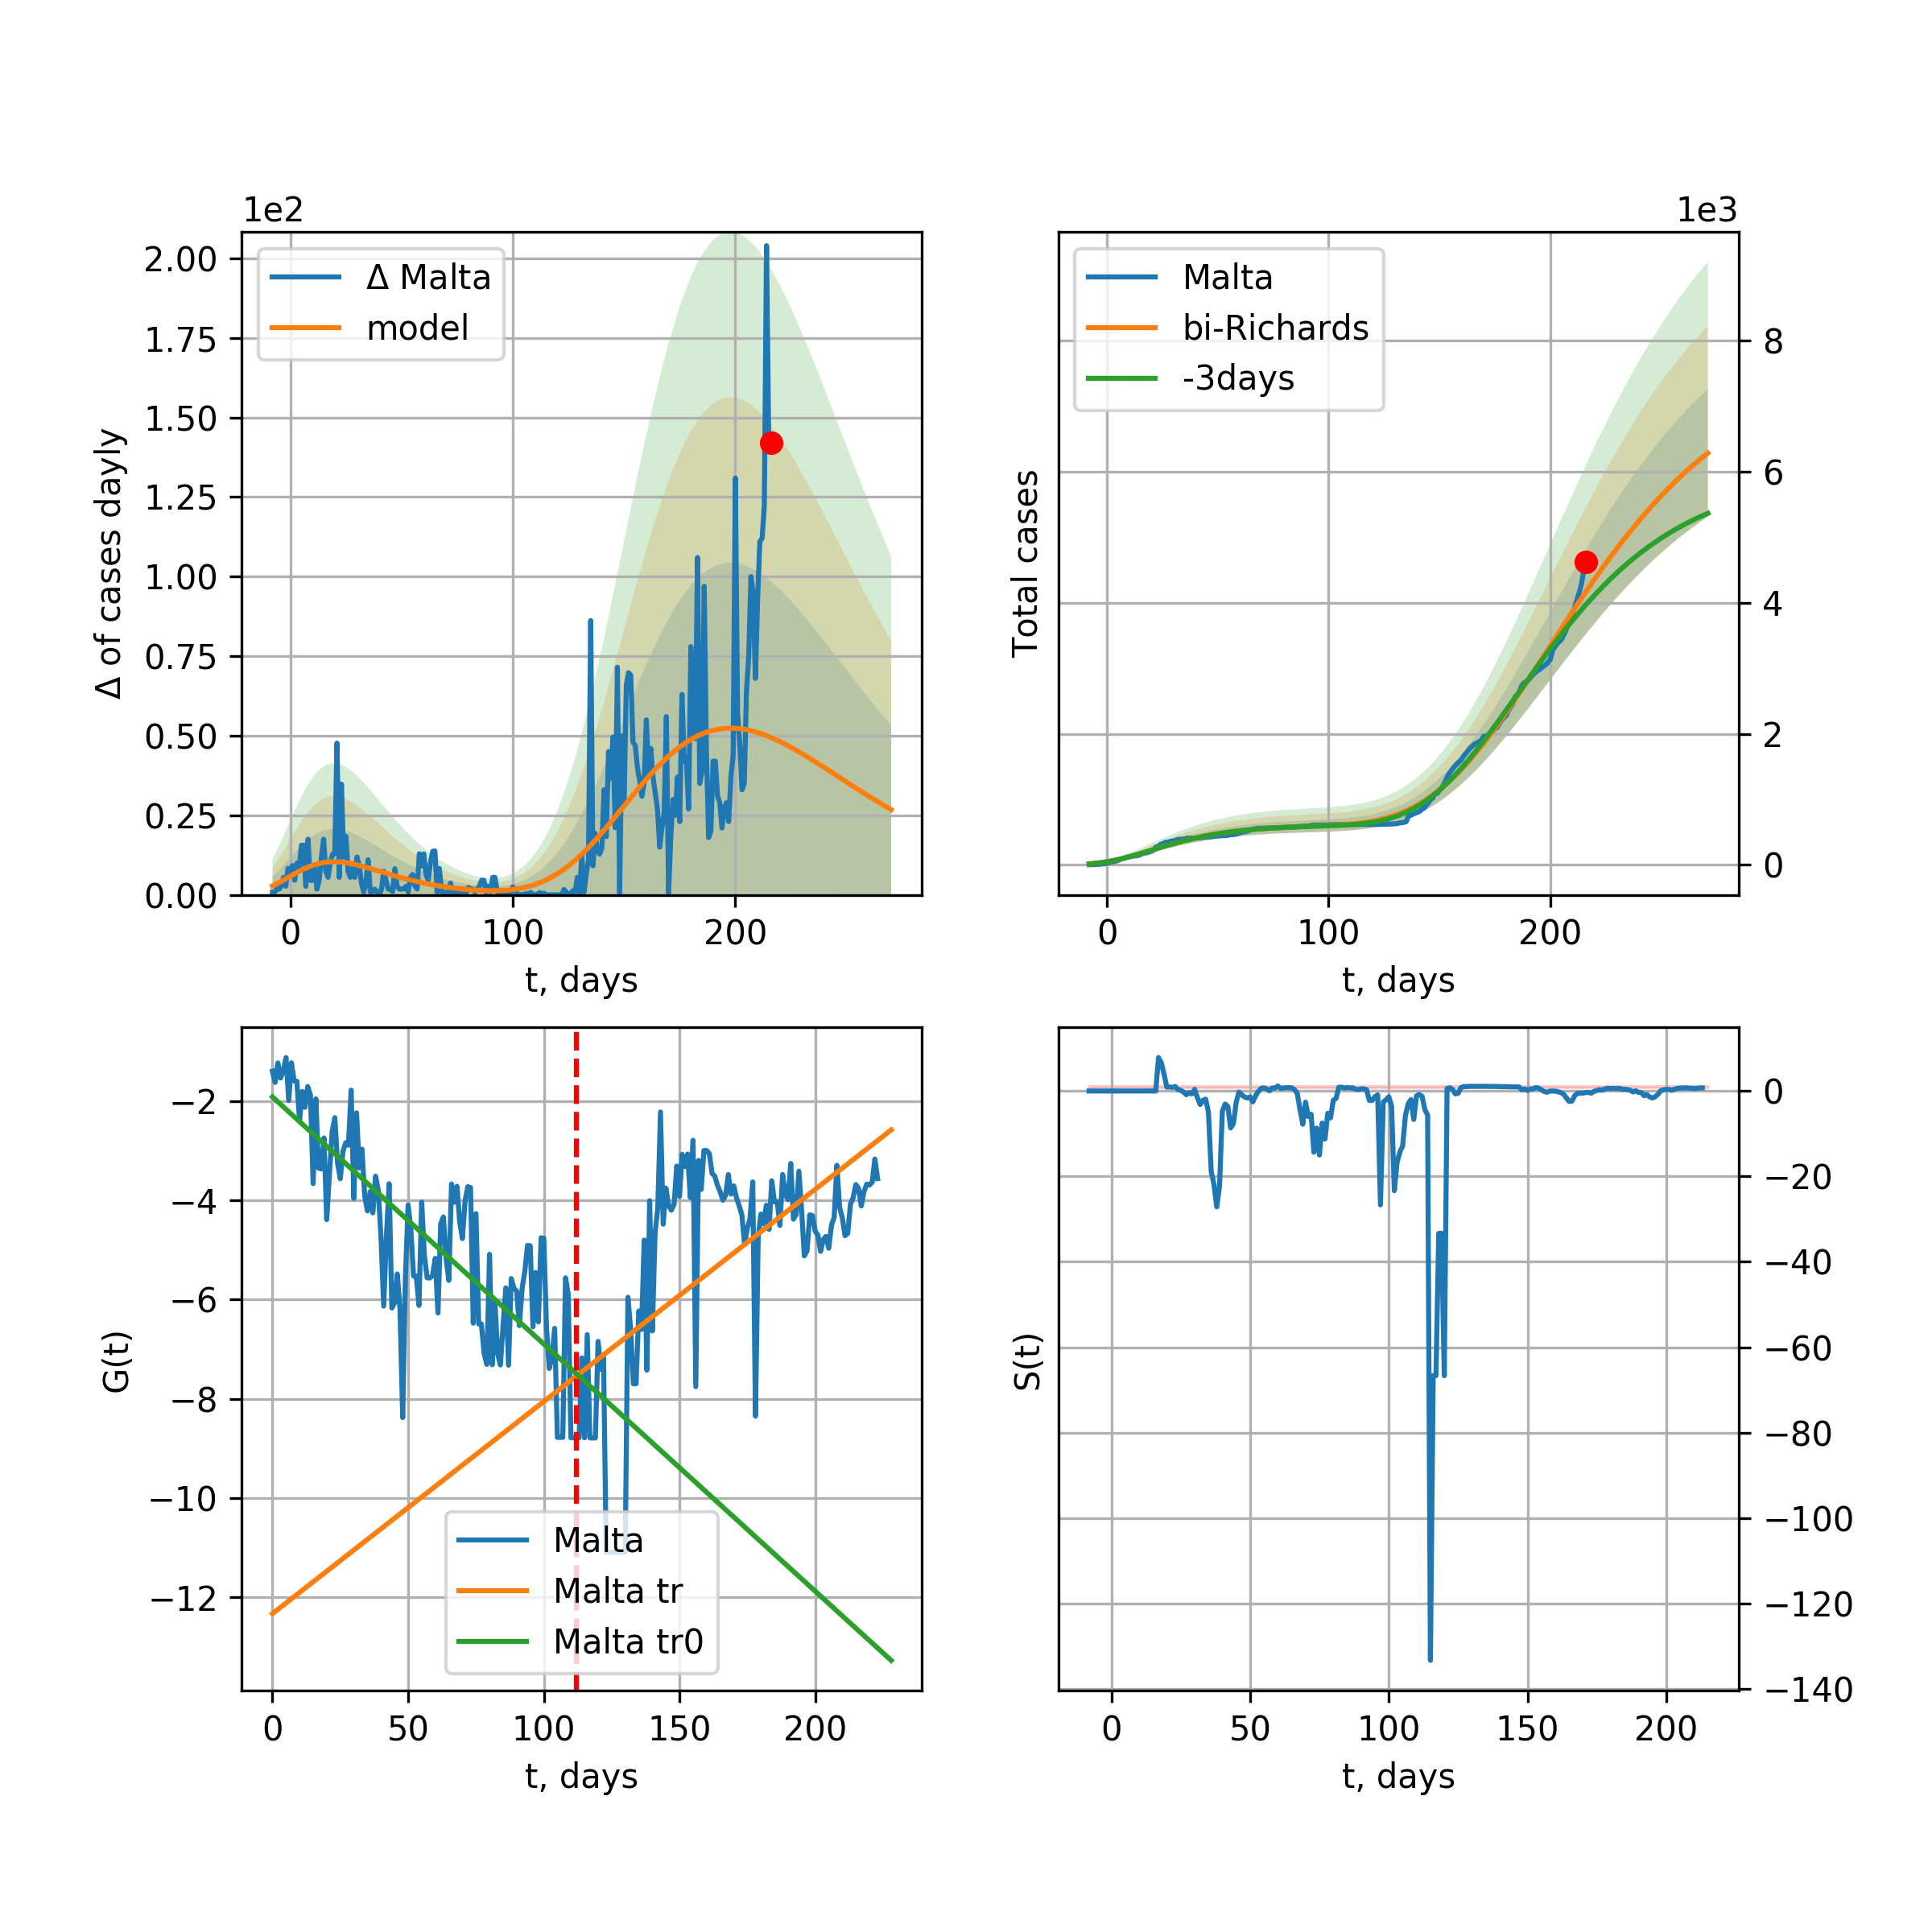 1e2
Δ of cases dayly
2.00
1.75
1.50
1.25
1.00
0.75
0.50
0.25
0.00
Δ Malta
model
0
100
200
t, days
1e3
Total cases
Malta
bi-Richards
-3days
8
6
4
2
0
0
100
200
t, days
G(t)
−2
−4
−6
−8
−10
−12
Malta
Malta tr
Malta tr0
0
50
100
150
200
t, days
S(t)
0
−20
−40
−60
−80
−100
−120
−140
0
50
100
150
200
t, days